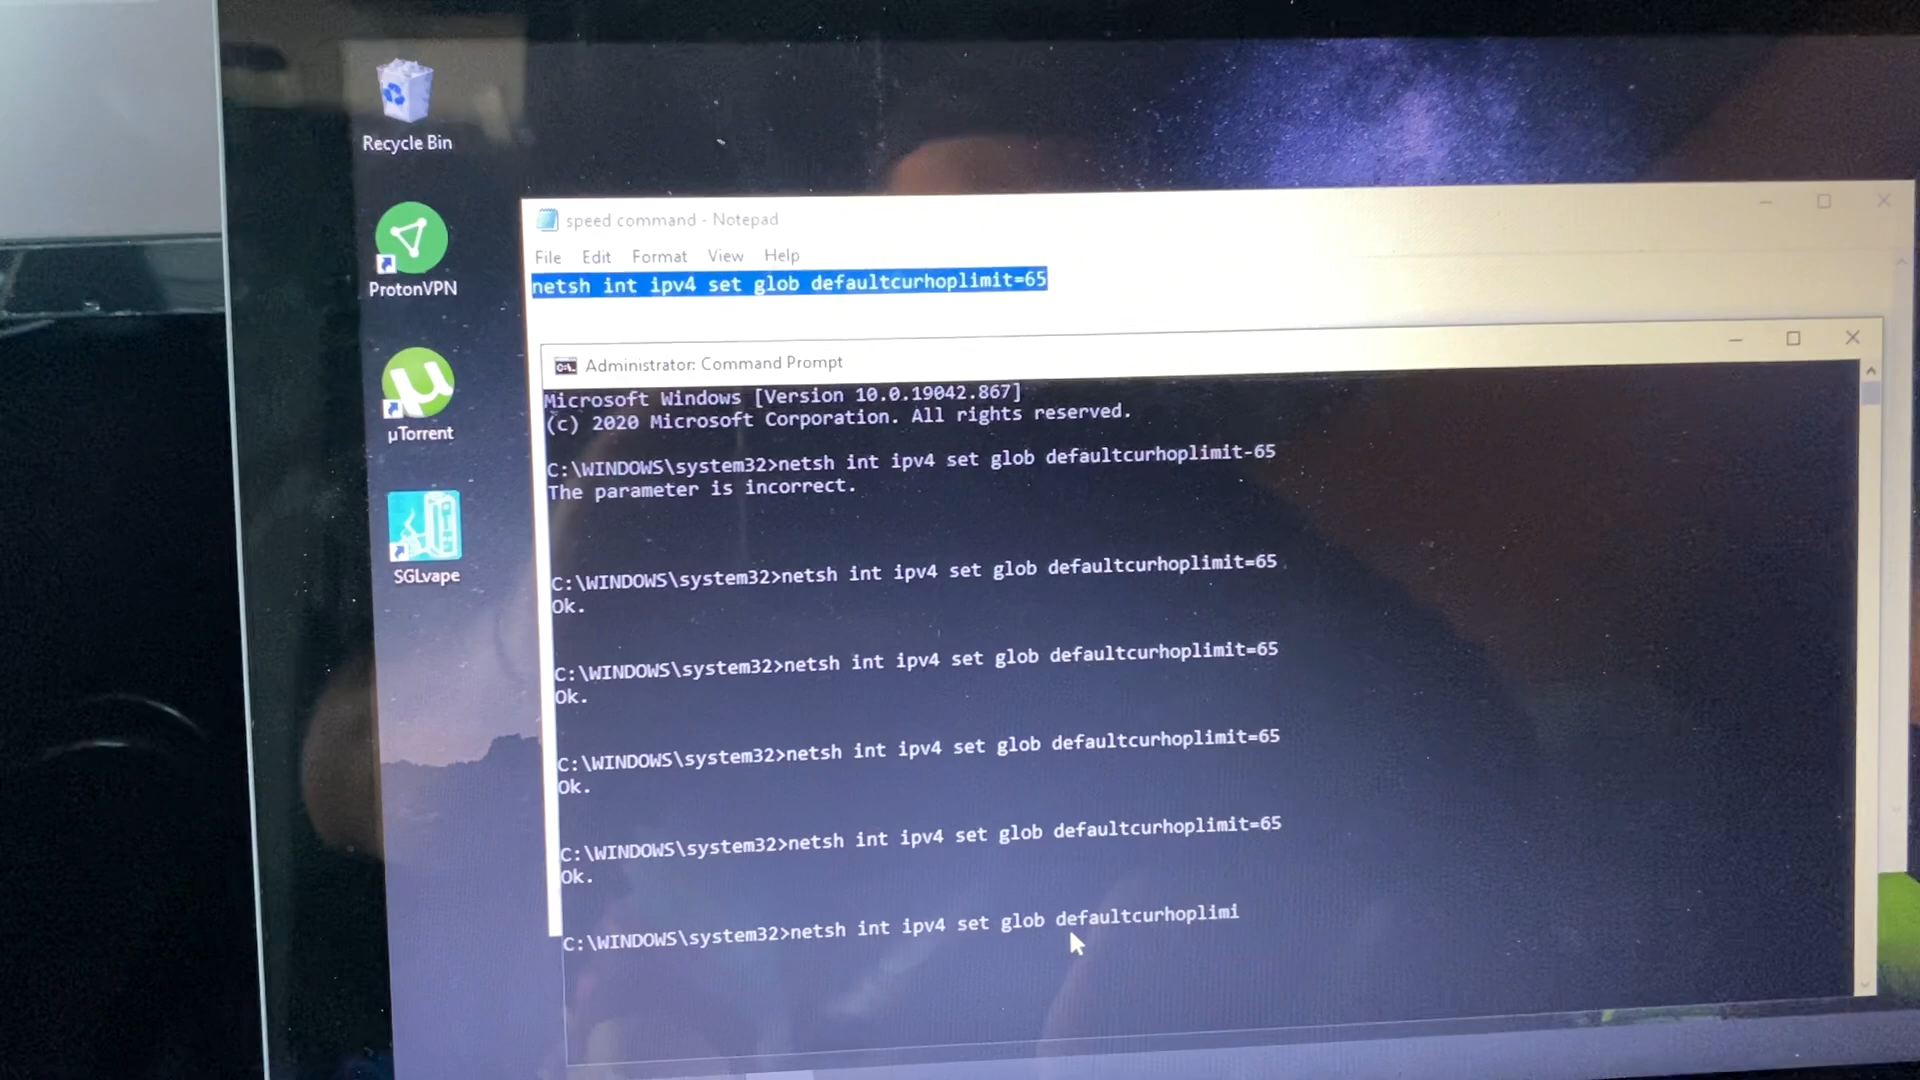 Recycle Bin
ProtonVPN
µTorrent
SGLvape
speed command - Notepad
File Edit Format View Help
netsh int ipv4 set glob defaultcurhoplimit=65
Administrator: Command Prompt
Microsoft Windows [Version 10.0.19042.867]
(c) 2020 Microsoft Corporation. All rights reserved.
C:\WINDOWS\system32>netsh int ipv4 set glob defaultcurhoplimit-65
The parameter is incorrect.
C:\WINDOWS\system32>netsh int ipv4 set glob defaultcurhoplimit=65
Ok.
C:\WINDOWS\system32>netsh int ipv4 set glob defaultcurhoplimit=65
Ok.
C:\WINDOWS\system32>netsh int ipv4 set glob defaultcurhoplimit=65
Ok.
C:\WINDOWS\system32>netsh int ipv4 set glob defaultcurhoplimit=65
Ok.
C:\WINDOWS\system32>netsh int ipv4 set glob defaultcurhoplimi